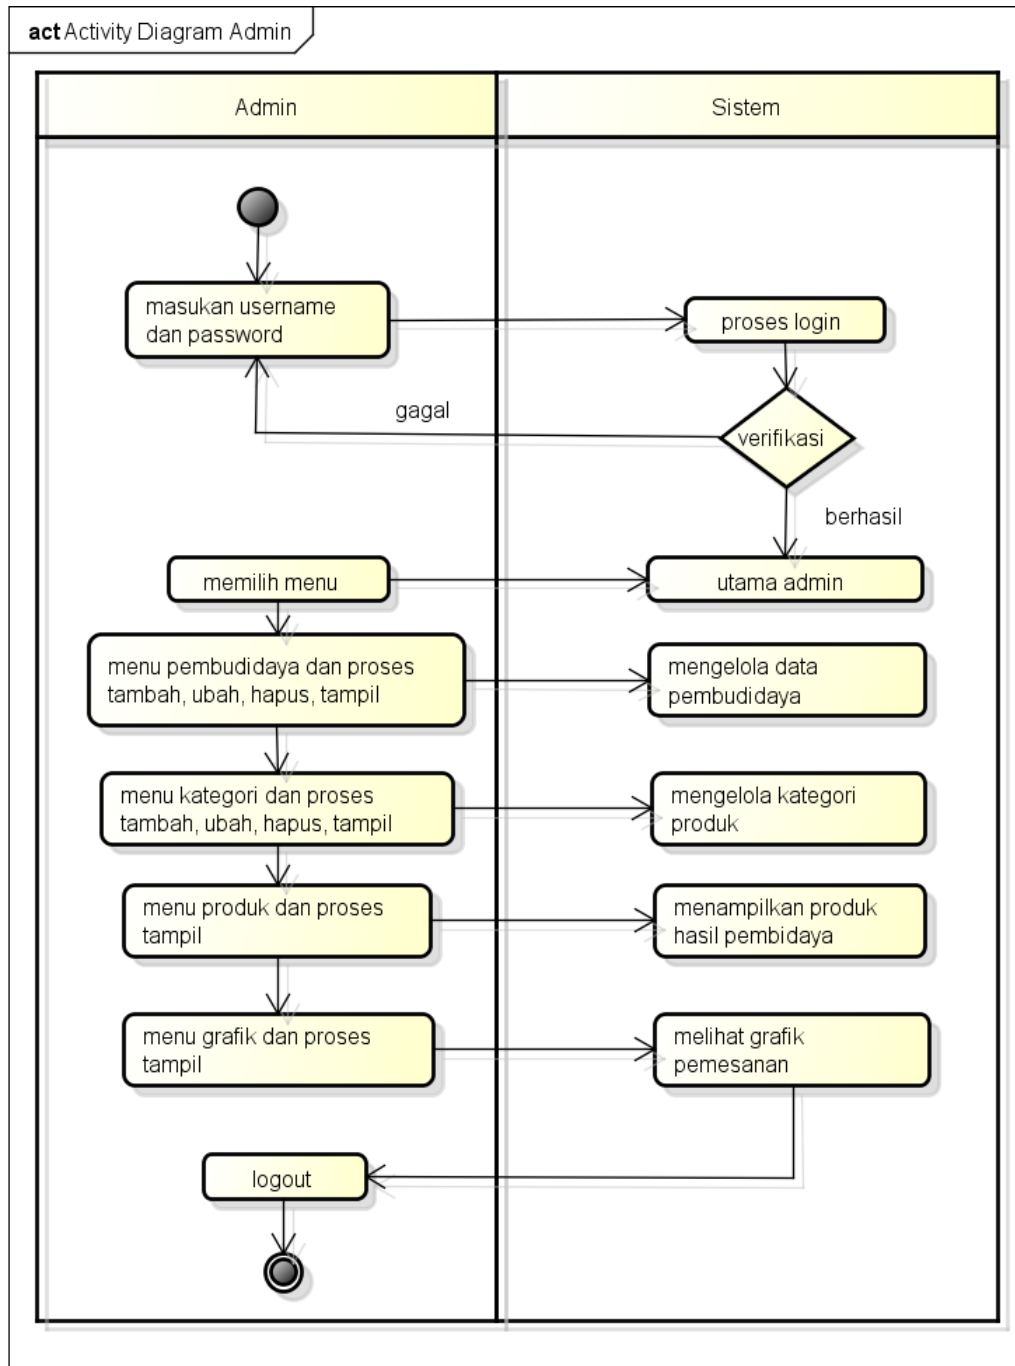 act Activity Diagram Admin
Admin
Sistem
masukan username
dan password
proses login
gagal
verifikasi
berhasil
memilih menu
utama admin
menu pembudidaya dan proses
tambah, ubah, hapus, tampil
mengelola data
pembudidaya
menu kategori dan proses
tambah, ubah, hapus, tampil
mengelola kategori
produk
menu produk dan proses
tampil
menampilkan produk
hasil pembidaya
menu grafik dan proses
tampil
melihat grafik
pemesanan
logout